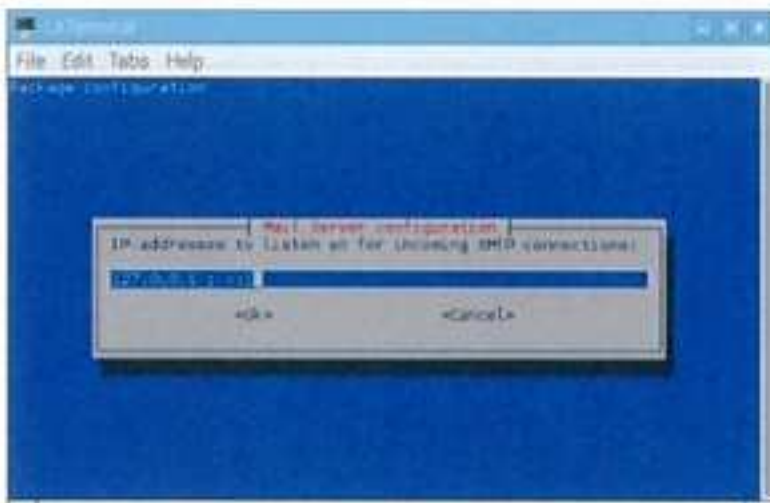 LXTerminal
File Edit Tabs Help
Package configuration
Mail Server configuration
IP addresses to listen on for incoming SMTP connections:
<Ok> <Cancel>